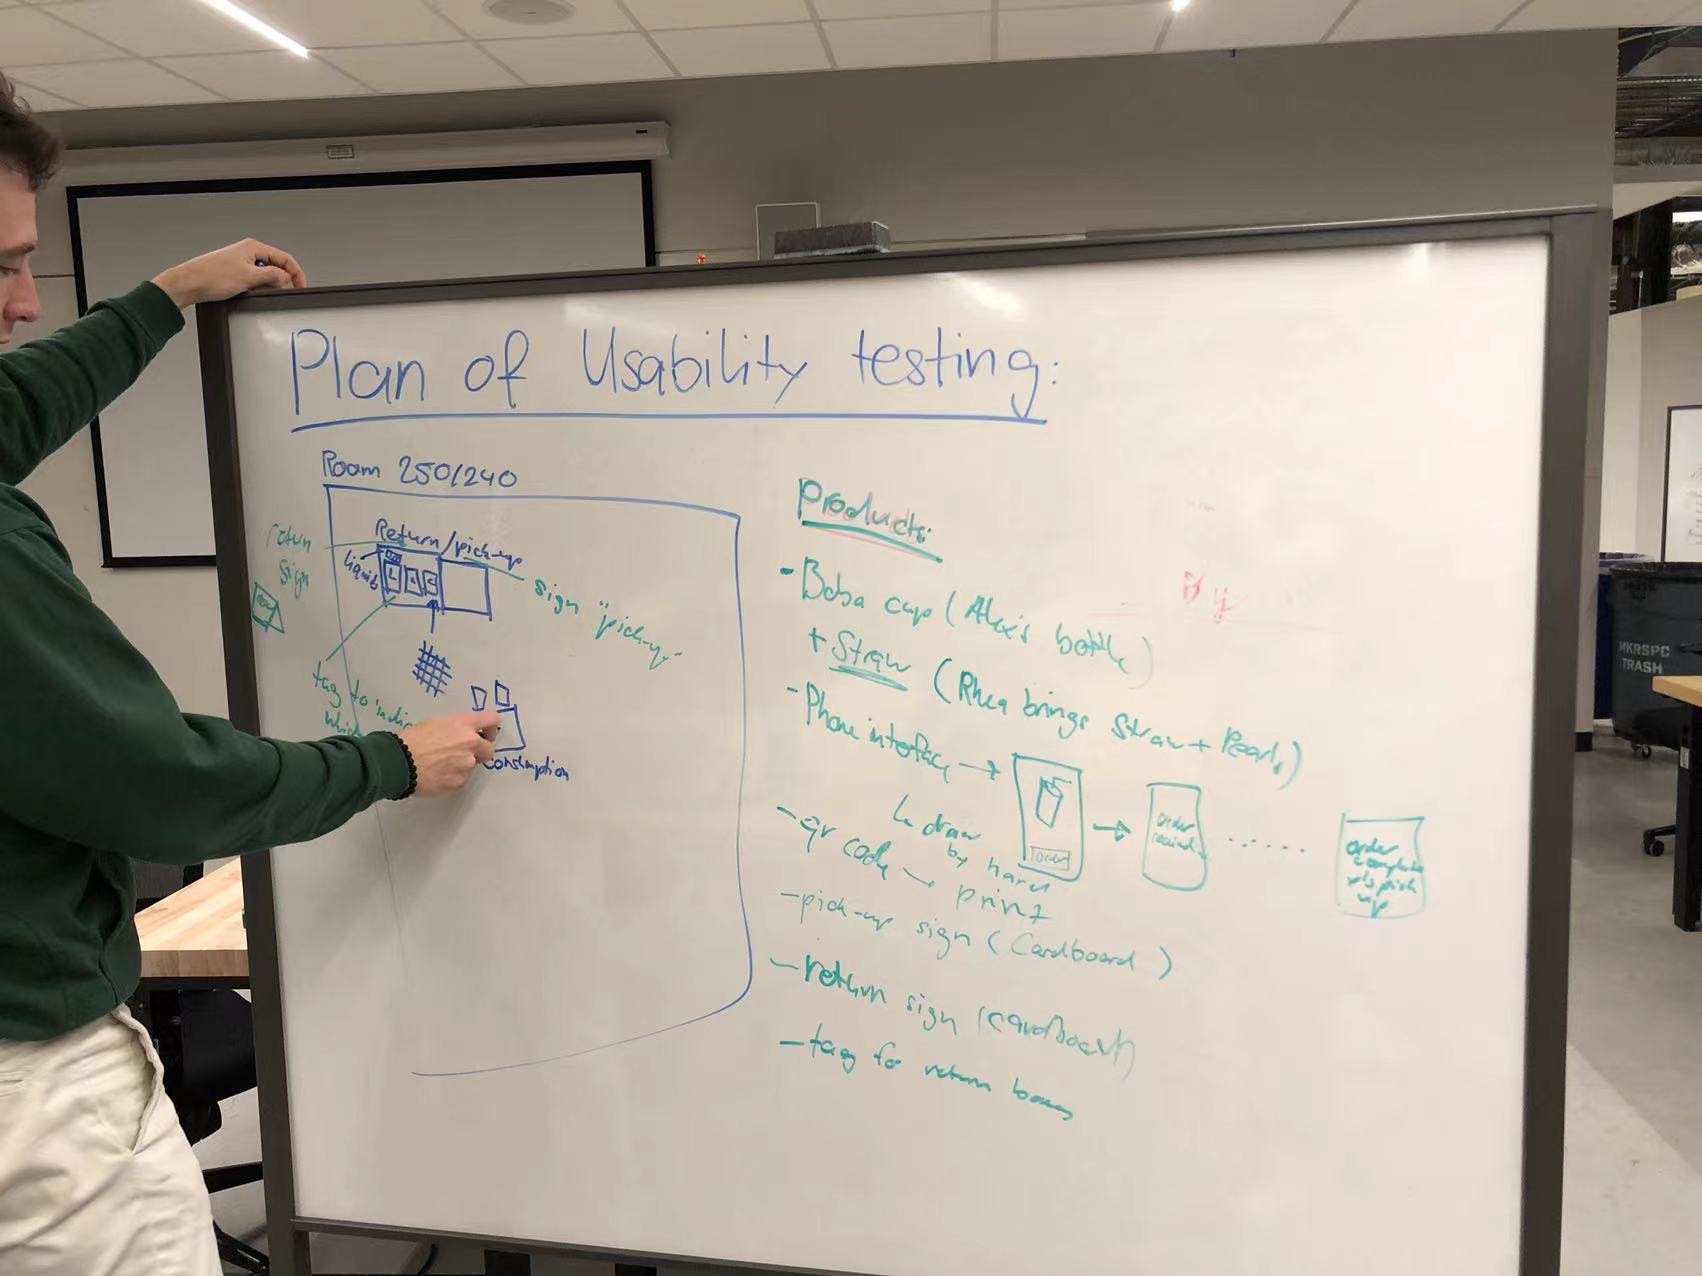 Plan of Usability testing:
Room 250/240
return
sign
Return/pick-up
liquids
L
sign "pick-up"
tag to indic
whic
consumption
Products:
- Boba cup (Alex's bottle)
+ Straw (Rhea brings Straw + Pearls)
- Phone interface →
↳ draw
by hand
order
→
order
......
order
complete
pls pick
up
- qr code → print
- pick-up sign (Cardboard)
- return sign (cardboard)
- tag for return boxes
MKRSPC
TRASH